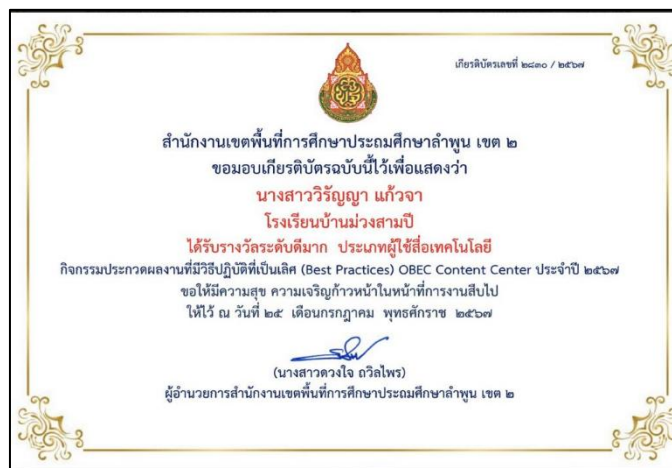 เกียรติบัตรเลขที่ ๒๘๓๐ / ๒๕๖๗
สำนักงานเขตพื้นที่การศึกษาประถมศึกษาลำพูน เขต ๒
ขอมอบเกียรติบัตรฉบับนี้ไว้เพื่อแสดงว่า
นางสาววิรัญญา แก้วจา
โรงเรียนบ้านม่วงสามปี
ได้รับรางวัลระดับดีมาก ประเภทผู้ใช้สื่อเทคโนโลยี
กิจกรรมประกวดผลงานที่มีวิธีปฏิบัติที่เป็นเลิศ (Best Practices) OBEC Content Center ประจำปี ๒๕๖๗
ขอให้มีความสุข ความเจริญก้าวหน้าในหน้าที่การงานสืบไป
ให้ไว้ ณ วันที่ ๒๕ เดือนกรกฎาคม พุทธศักราช ๒๕๖๗
(นางสาวดวงใจ ถวิลไพร)
ผู้อำนวยการสำนักงานเขตพื้นที่การศึกษาประถมศึกษาลำพูน เขต ๒